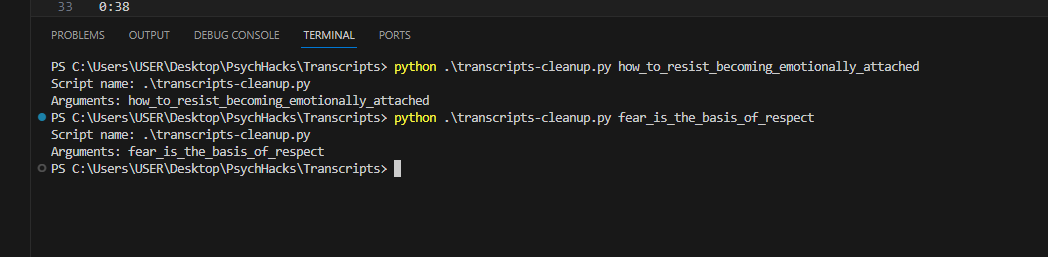 33 0:38
PROBLEMS OUTPUT DEBUG CONSOLE TERMINAL PORTS
PS C:\Users\USER\Desktop\PsychHacks\Transcripts> python .\transcripts-cleanup.py how_to_resist_becoming_emotionally_attached
Script name: .\transcripts-cleanup.py
Arguments: how_to_resist_becoming_emotionally_attached
PS C:\Users\USER\Desktop\PsychHacks\Transcripts> python .\transcripts-cleanup.py fear_is_the_basis_of_respect
Script name: .\transcripts-cleanup.py
Arguments: fear_is_the_basis_of_respect
PS C:\Users\USER\Desktop\PsychHacks\Transcripts>